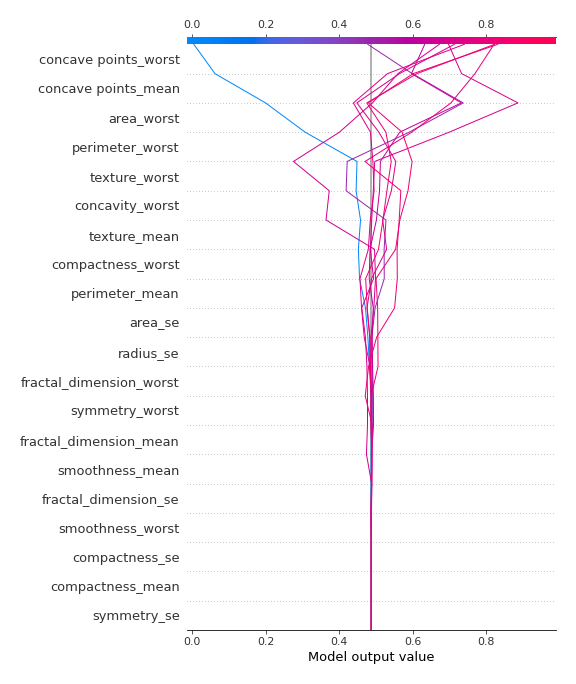 0.0 0.2 0.4 0.6 0.8
concave points_worst
concave points_mean
area_worst
perimeter_worst
texture_worst
concavity_worst
texture_mean
compactness_worst
perimeter_mean
area_se
radius_se
fractal_dimension_worst
symmetry_worst
fractal_dimension_mean
smoothness_mean
fractal_dimension_se
smoothness_worst
compactness_se
compactness_mean
symmetry_se
0.0 0.2 0.4 0.6 0.8
Model output value